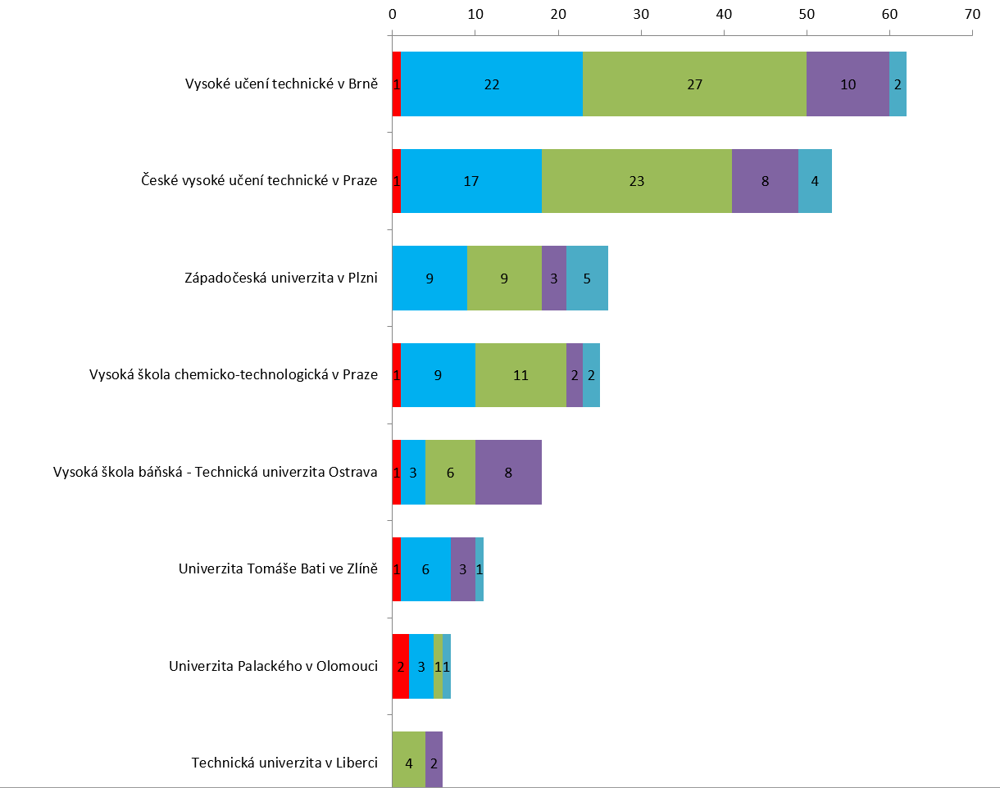 0 10 20 30 40 50 60 70
Vysoké učení technické v Brně 1 22 27 10 2
České vysoké učení technické v Praze 1 17 23 8 4
Západočeská univerzita v Plzni 9 9 3 5
Vysoká škola chemicko-technologická v Praze 1 9 11 2 2
Vysoká škola báňská - Technická univerzita Ostrava 1 3 6 8
Univerzita Tomáše Bati ve Zlíně 1 6 3 1
Univerzita Palackého v Olomouci 2 3 1 1
Technická univerzita v Liberci 4 2